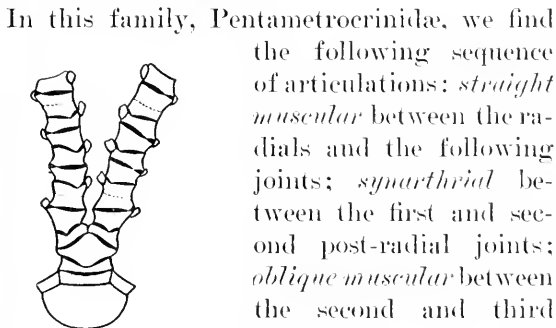 In this family, Pentametrocrinidæ, we find
the following sequence
of articulations: straight
muscular between the ra-
dials and the following
joints; synarthrial be-
tween the first and sec-
ond post-radial joints;
oblique muscular between
the second and third